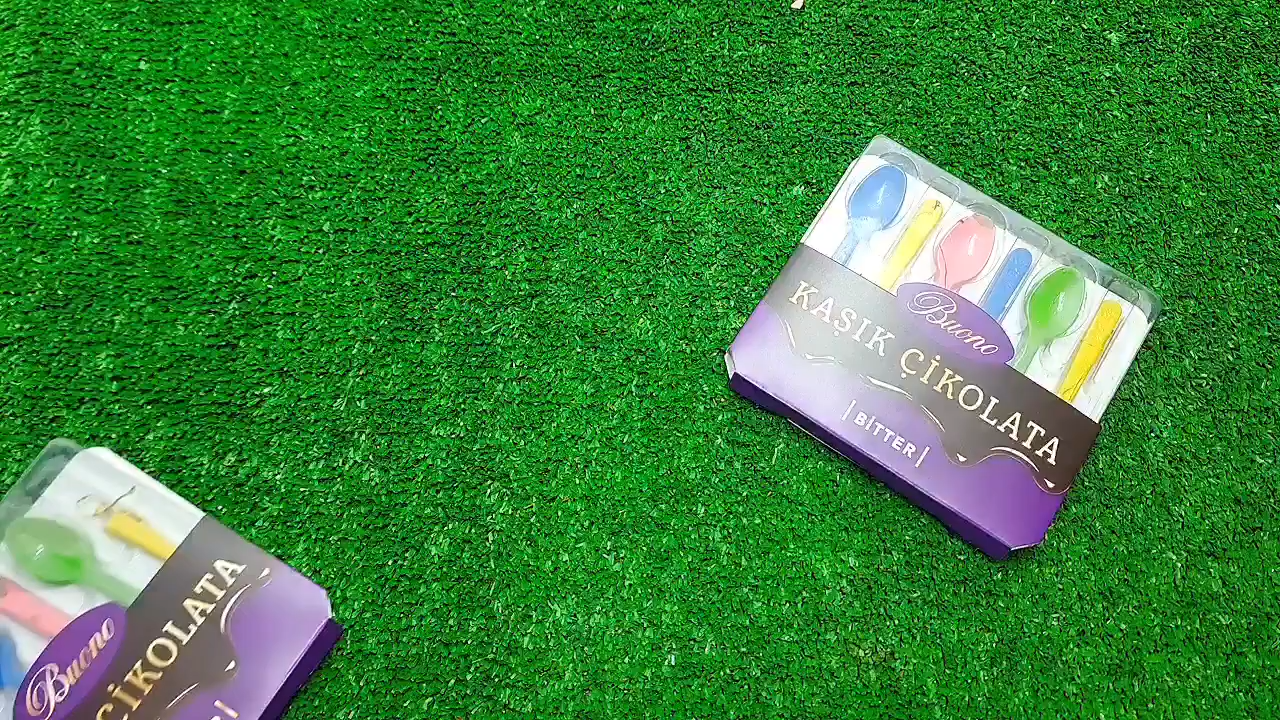 Buono
KAŞIK ÇİKOLATA
|BİTTER|
Buono
ÇİKOLATA